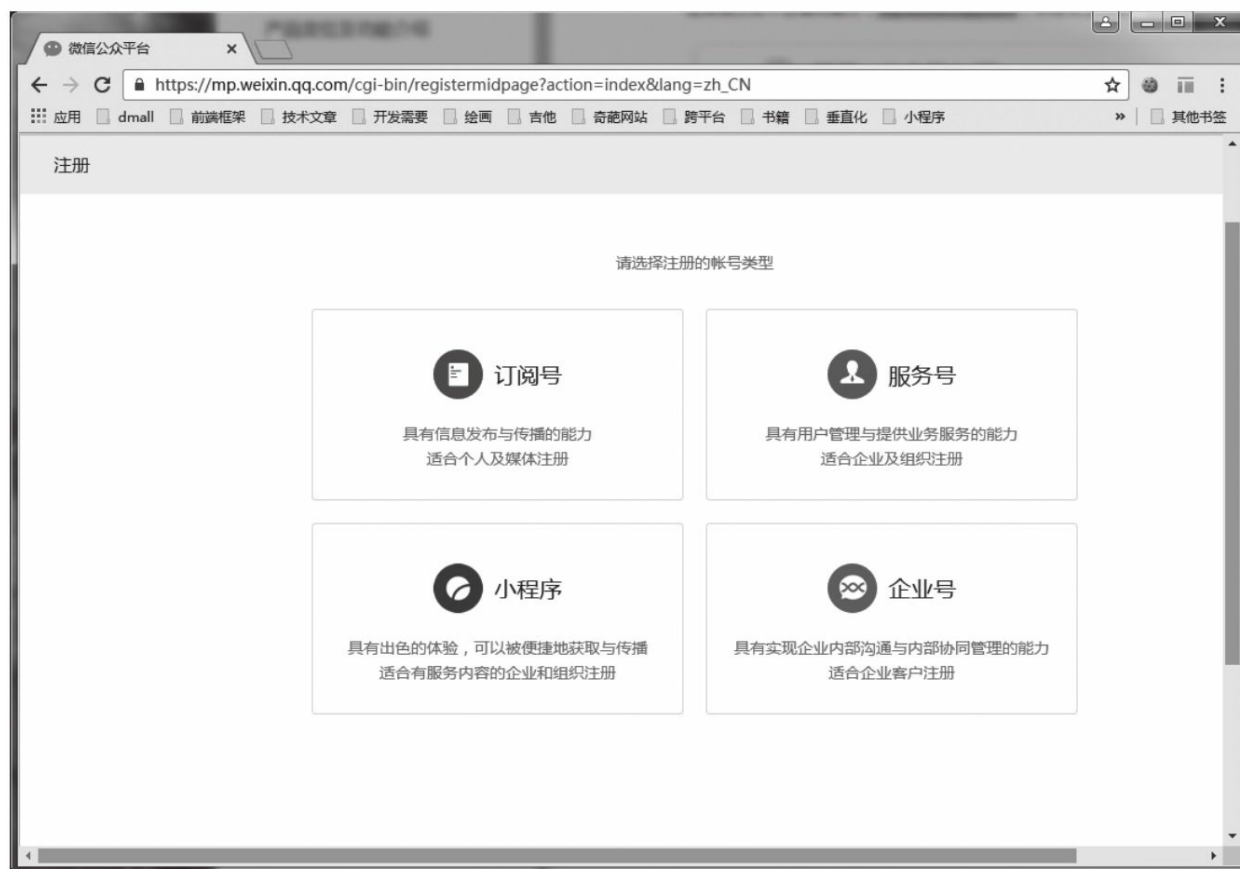 微信公众平台
https://mp.weixin.qq.com/cgi-bin/registermidpage?action=index&lang=zh_CN
应用 dmall 前端框架 技术文章 开发需要 绘画 吉他 奇葩网站 跨平台 书籍 垂直化 小程序 » 其他书签
注册
请选择注册的帐号类型
订阅号
具有信息发布与传播的能力
适合个人及媒体注册
服务号
具有用户管理与提供业务服务的能力
适合企业及组织注册
小程序
具有出色的体验，可以被便捷地获取与传播
适合有服务内容的企业和组织注册
企业号
具有实现企业内部沟通与内部协同管理的能力
适合企业客户注册